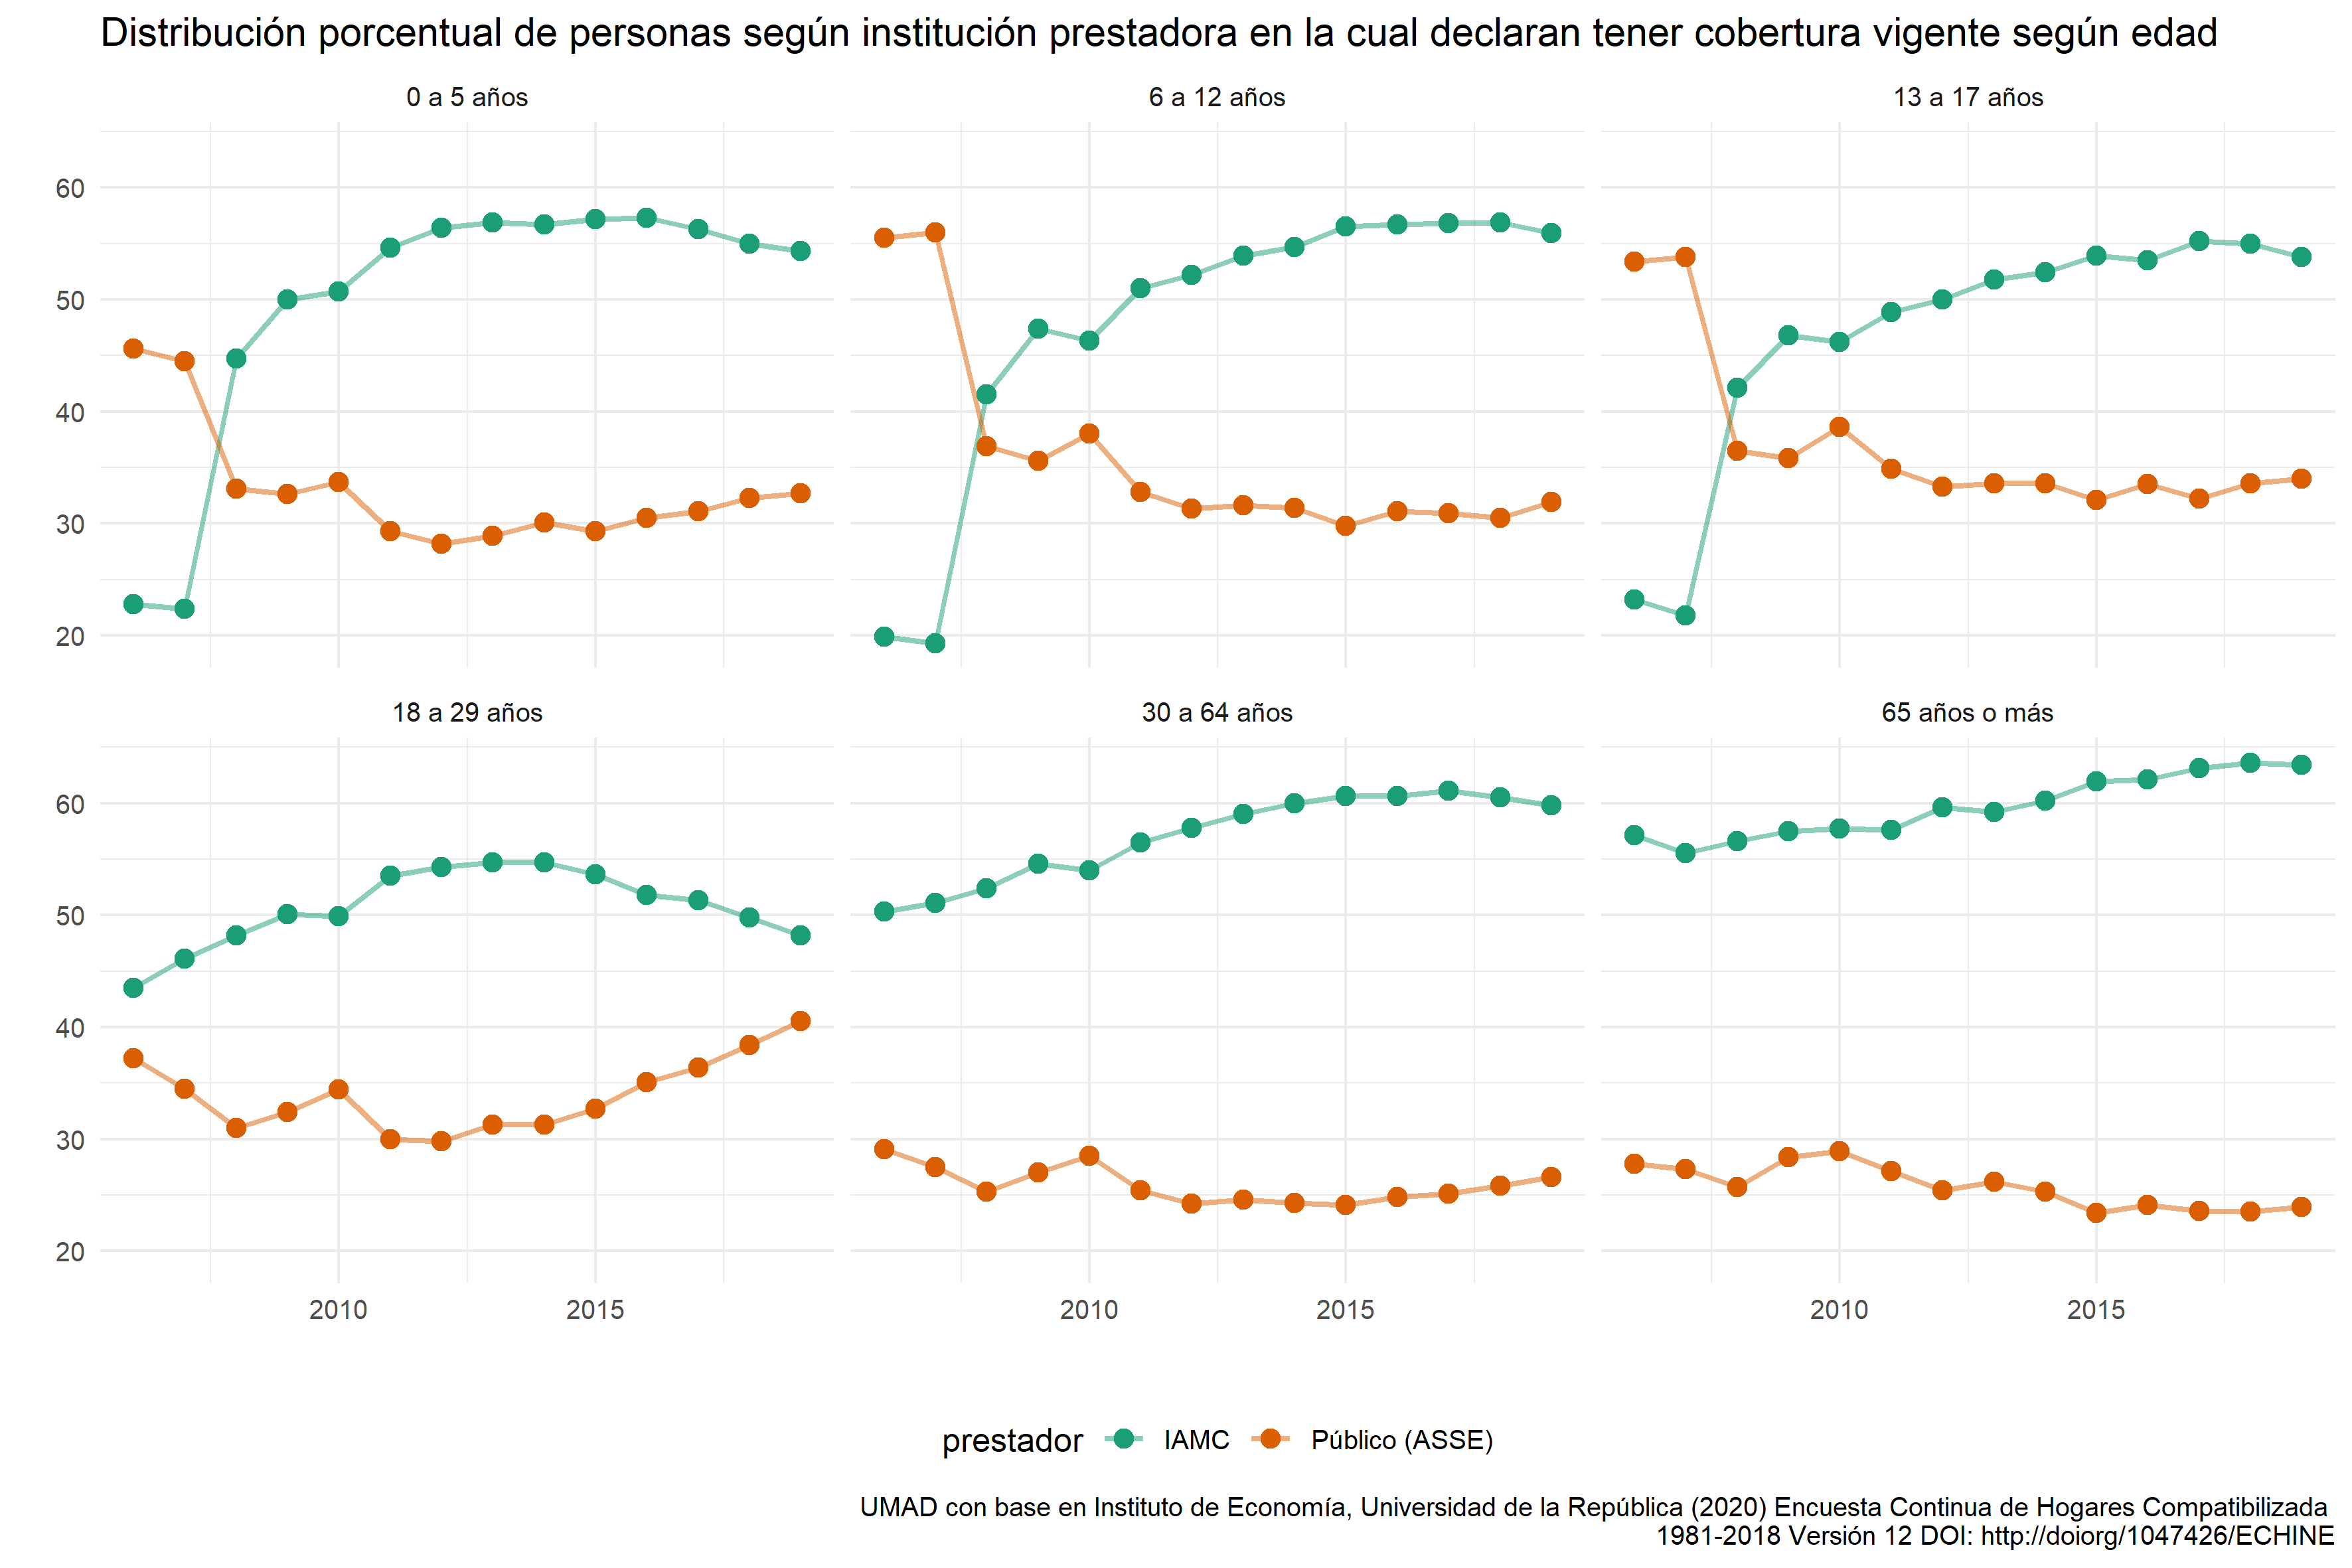 Distribución porcentual de personas según institución prestadora en la cual declaran tener cobertura vigente según edad
0 a 5 años
6 a 12 años
13 a 17 años
60
50
40
30
20
18 a 29 años
30 a 64 años
65 años o más
60
50
40
30
20
2010 2015
2010 2015
2010 2015
prestador IAMC Público (ASSE)
UMAD con base en Instituto de Economía, Universidad de la República (2020) Encuesta Continua de Hogares Compatibilizada
1981-2018 Versión 12 DOI: http://doiorg/1047426/ECHINE